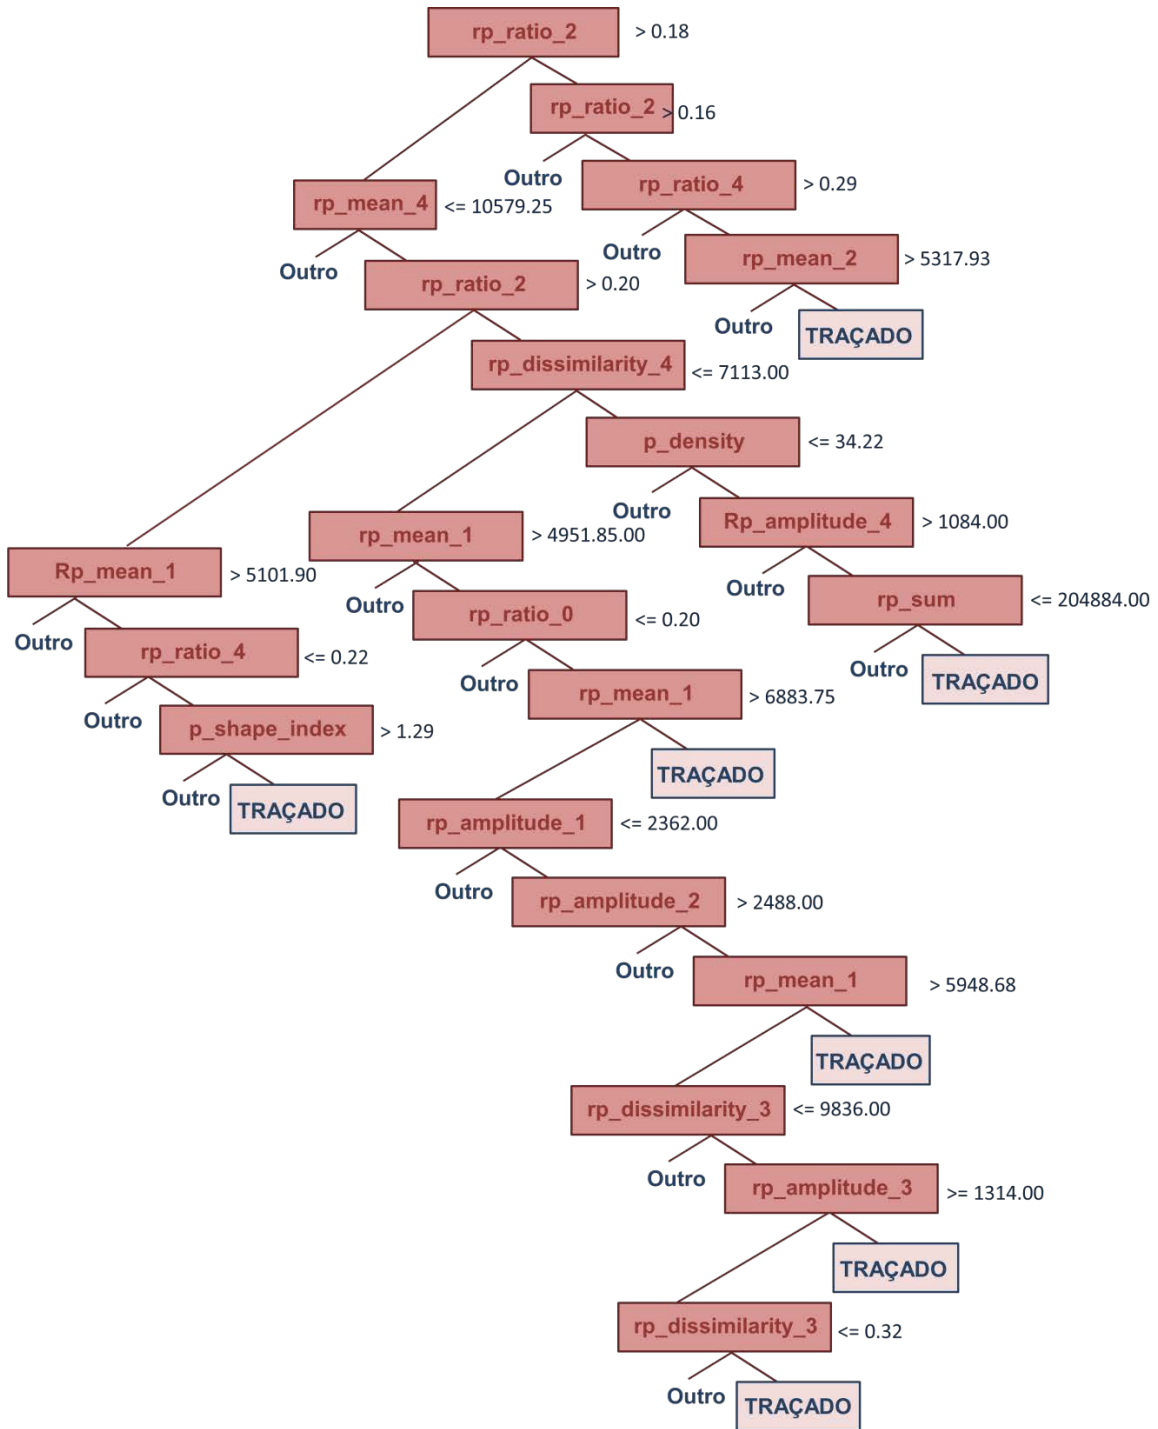 rp_ratio_2 > 0.18
rp_ratio_2 > 0.16
Outro
rp_ratio_4 > 0.29
rp_mean_4 <= 10579.25
Outro
rp_mean_2 > 5317.93
Outro
rp_ratio_2 > 0.20
Outro
TRAÇADO
rp_dissimilarity_4 <= 7113.00
p_density <= 34.22
Outro
Rp_amplitude_4 > 1084.00
rp_mean_1 > 4951.85.00
Rp_mean_1 > 5101.90
Outro
Outro
rp_sum <= 204884.00
rp_ratio_0 <= 0.20
Outro
rp_ratio_4 <= 0.22
Outro
TRAÇADO
Outro
rp_mean_1 > 6883.75
Outro
p_shape_index > 1.29
TRAÇADO
Outro
TRAÇADO
rp_amplitude_1 <= 2362.00
Outro
rp_amplitude_2 > 2488.00
Outro
rp_mean_1 > 5948.68
TRAÇADO
rp_dissimilarity_3 <= 9836.00
Outro
rp_amplitude_3 >= 1314.00
TRAÇADO
rp_dissimilarity_3 <= 0.32
Outro
TRAÇADO